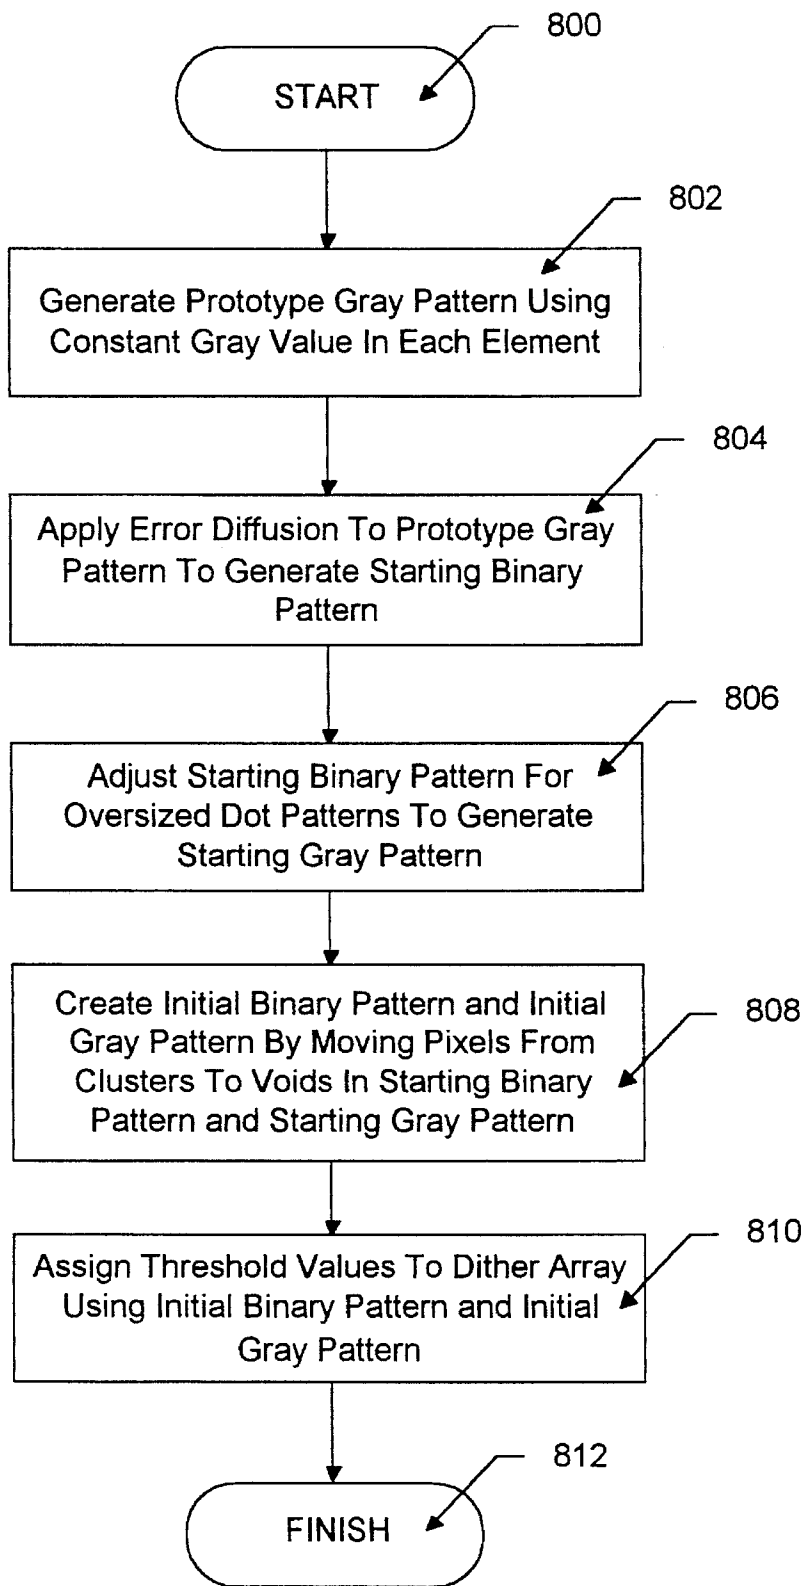 800
START
802
Generate Prototype Gray Pattern Using
Constant Gray Value In Each Element
804
Apply Error Diffusion To Prototype Gray
Pattern To Generate Starting Binary
Pattern
806
Adjust Starting Binary Pattern For
Oversized Dot Patterns To Generate
Starting Gray Pattern
808
Create Initial Binary Pattern and Initial
Gray Pattern By Moving Pixels From
Clusters To Voids In Starting Binary
Pattern and Starting Gray Pattern
810
Assign Threshold Values To Dither Array
Using Initial Binary Pattern and Initial
Gray Pattern
812
FINISH